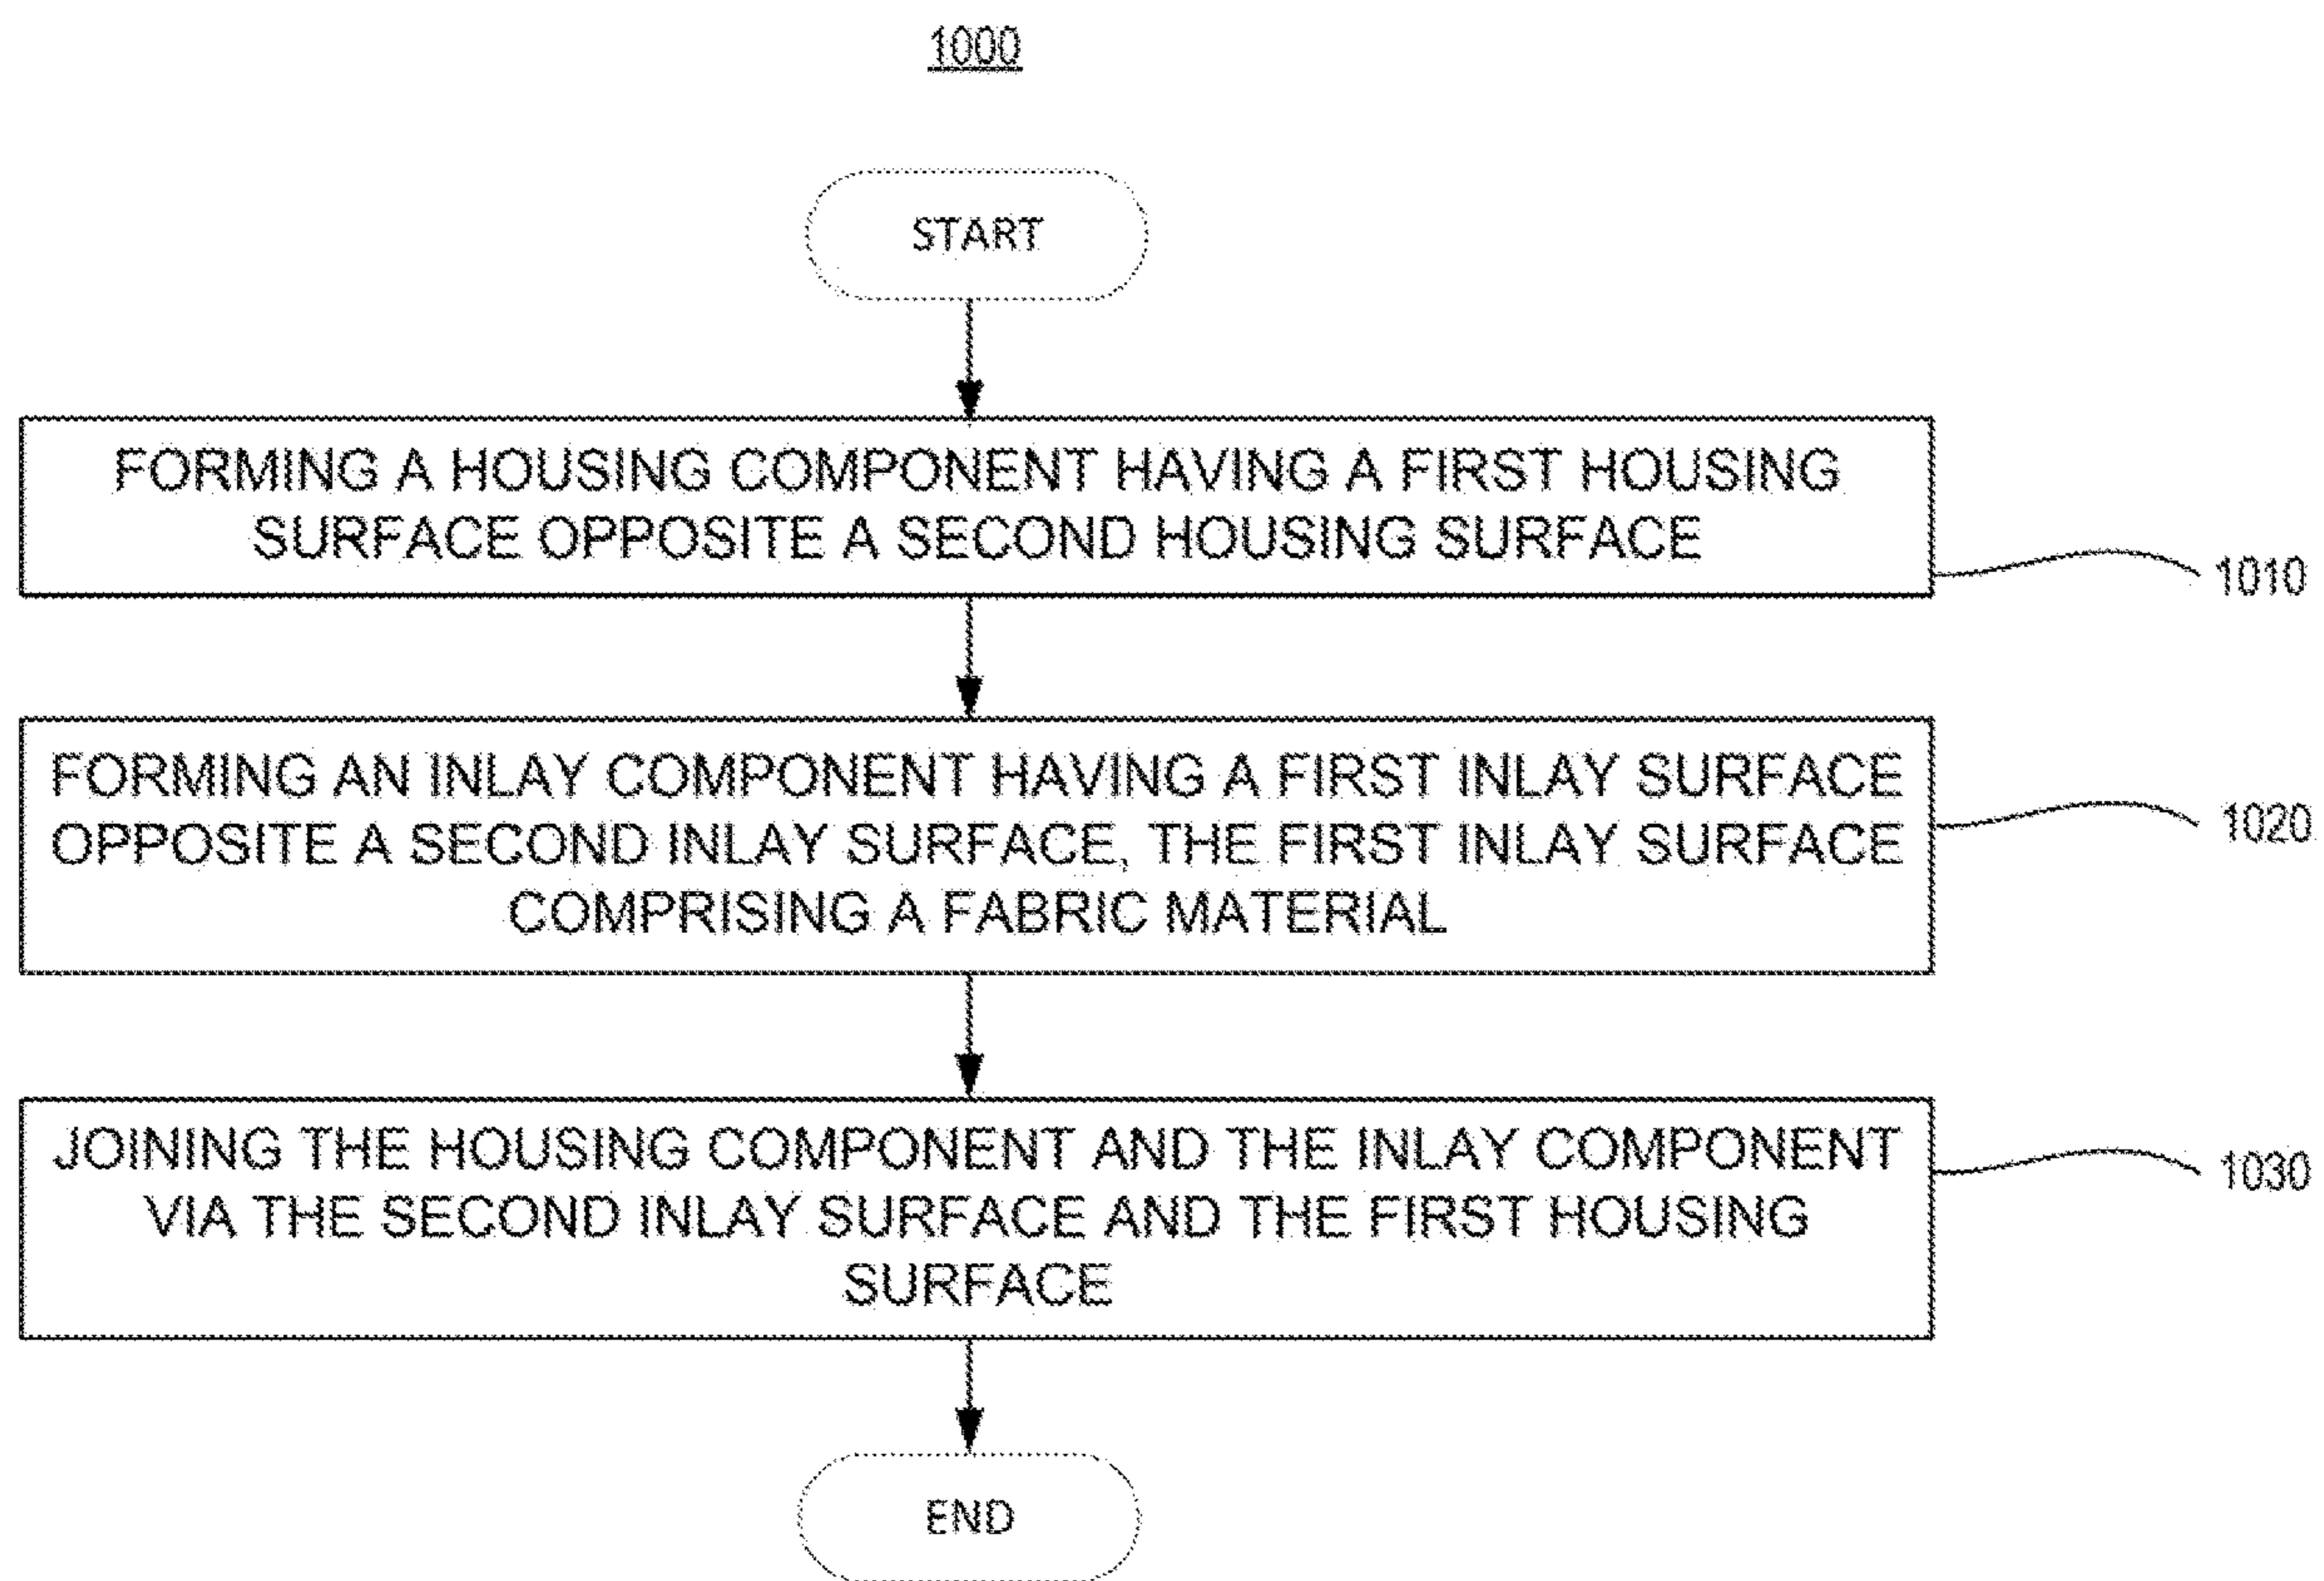 1000
START
FORMING A HOUSING COMPONENT HAVING A FIRST HOUSING
SURFACE OPPOSITE A SECOND HOUSING SURFACE
1010
FORMING AN INLAY COMPONENT HAVING A FIRST INLAY SURFACE
OPPOSITE A SECOND INLAY SURFACE, THE FIRST INLAY SURFACE
COMPRISING A FABRIC MATERIAL
1020
JOINING THE HOUSING COMPONENT AND THE INLAY COMPONENT
VIA THE SECOND INLAY SURFACE AND THE FIRST HOUSING
SURFACE
1030
END